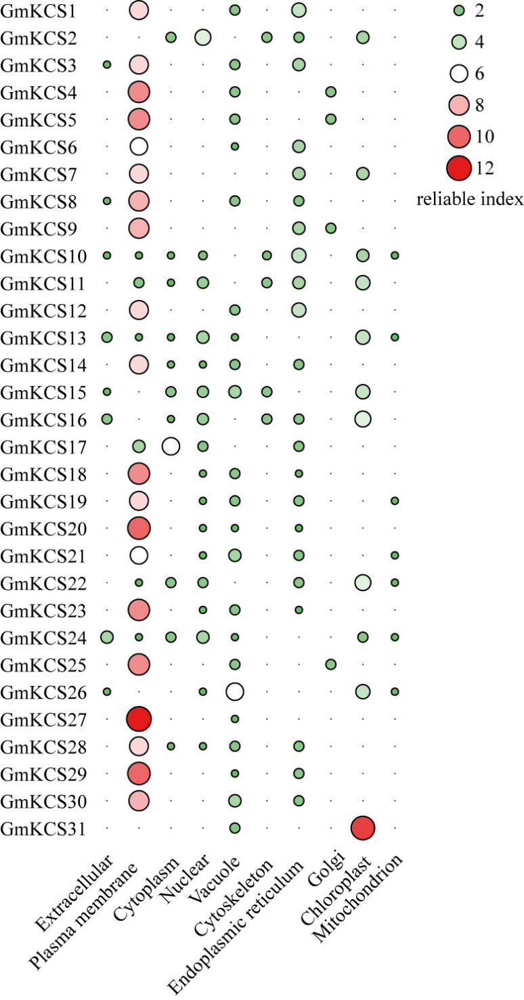 GmKCS1
GmKCS2
GmKCS3
GmKCS4
GmKCS5
GmKCS6
GmKCS7
GmKCS8
GmKCS9
GmKCS10
GmKCS11
GmKCS12
GmKCS13
GmKCS14
GmKCS15
GmKCS16
GmKCS17
GmKCS18
GmKCS19
GmKCS20
GmKCS21
GmKCS22
GmKCS23
GmKCS24
GmKCS25
GmKCS26
GmKCS27
GmKCS28
GmKCS29
GmKCS30
GmKCS31
Extracellular
Plasma membrane
Cytoplasm
Nuclear
Vacuole
Cytoskeleton
Endoplasmic reticulum
Golgi
Chloroplast
Mitochondrion
2
4
6
8
10
12
reliable index